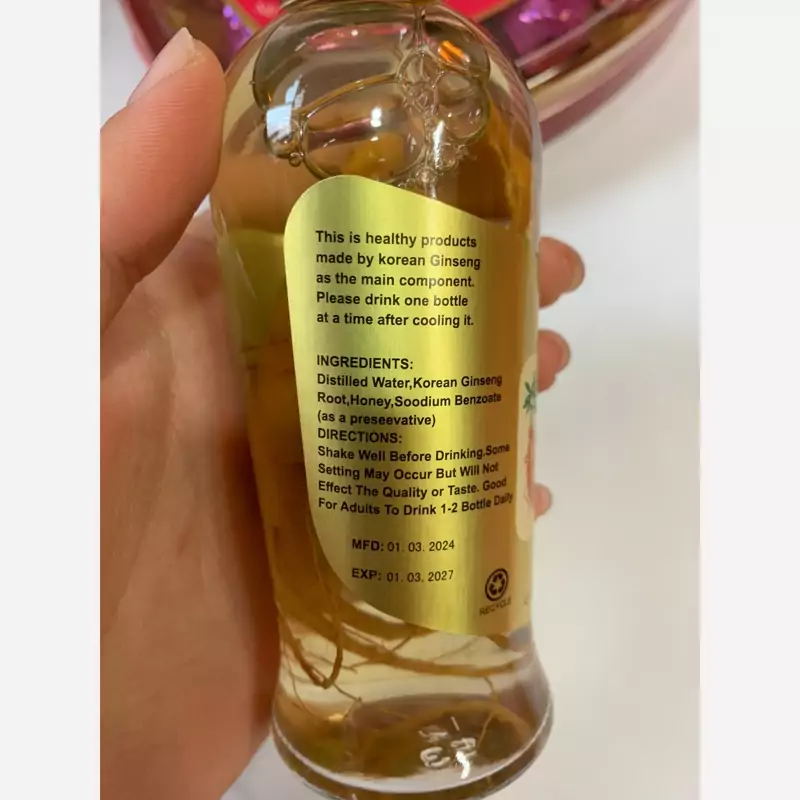 This is healthy products
made by korean Ginseng
as the main component.
Please drink one bottle
at a time after cooling it.
INGREDIENTS:
Distilled Water,Korean Ginseng
Root,Honey,Soodium Benzoate
(as a preseevative)
DIRECTIONS:
Shake Well Before Drinking.Some
Setting May Occur But Will Not
Effect The Quality or Taste. Good
For Adults To Drink 1-2 Bottle Daily
MFD: 01. 03. 2024
EXP: 01. 03. 2027
RECYCLE